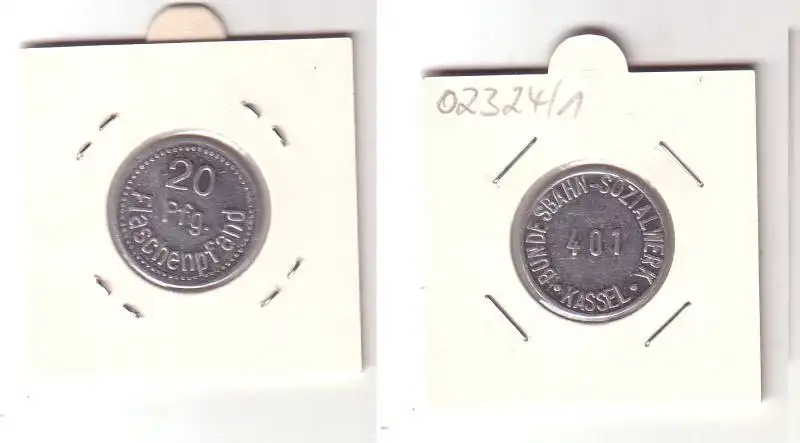 20
Pfg.
Flaschenpfand
02324/1
BUNDESBAHN-SOZIALWERK
401
KASSEL